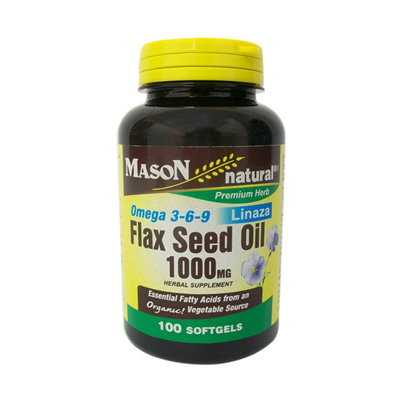 MASON natural
Premium Herb
Omega 3-6-9 Linaza
Flax Seed Oil
1000MG
HERBAL SUPPLEMENT
Essential Fatty Acids from an
Organic! Vegetable Source
100 SOFTGELS